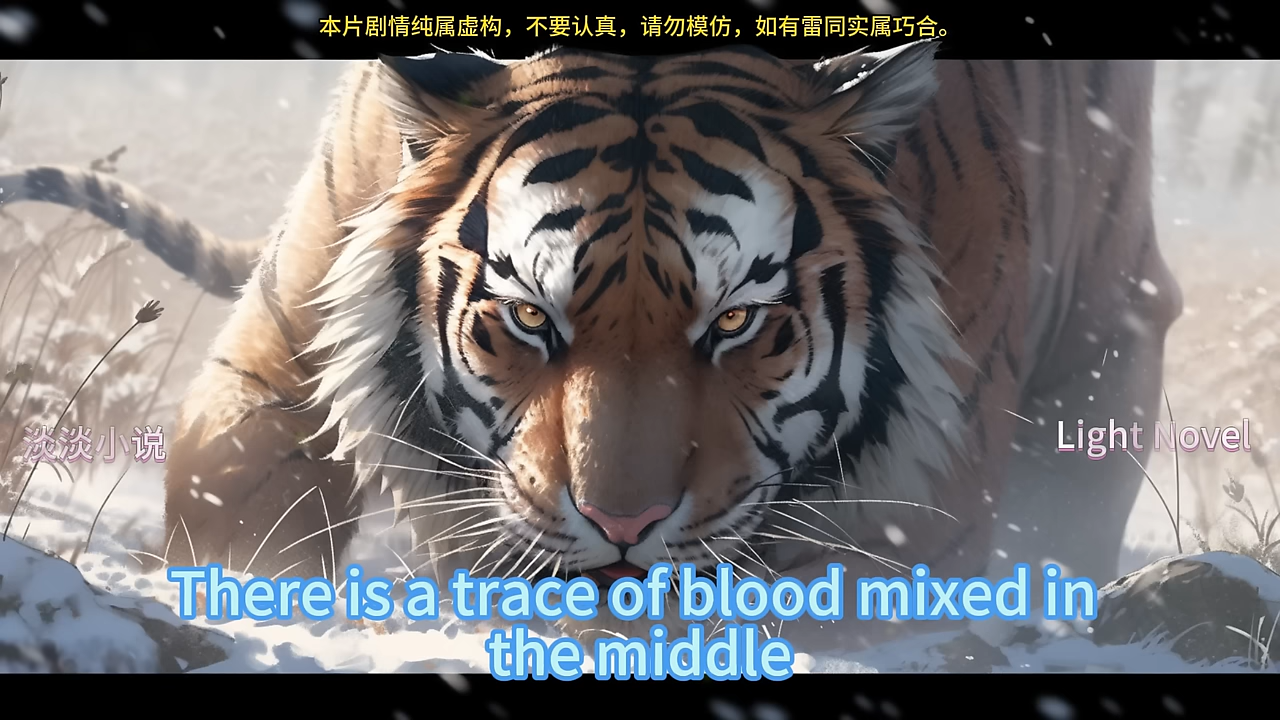 本片剧情纯属虚构，不要认真，请勿模仿，如有雷同实属巧合。
淡淡小说
Light Novel
There is a trace of blood mixed in
the middle